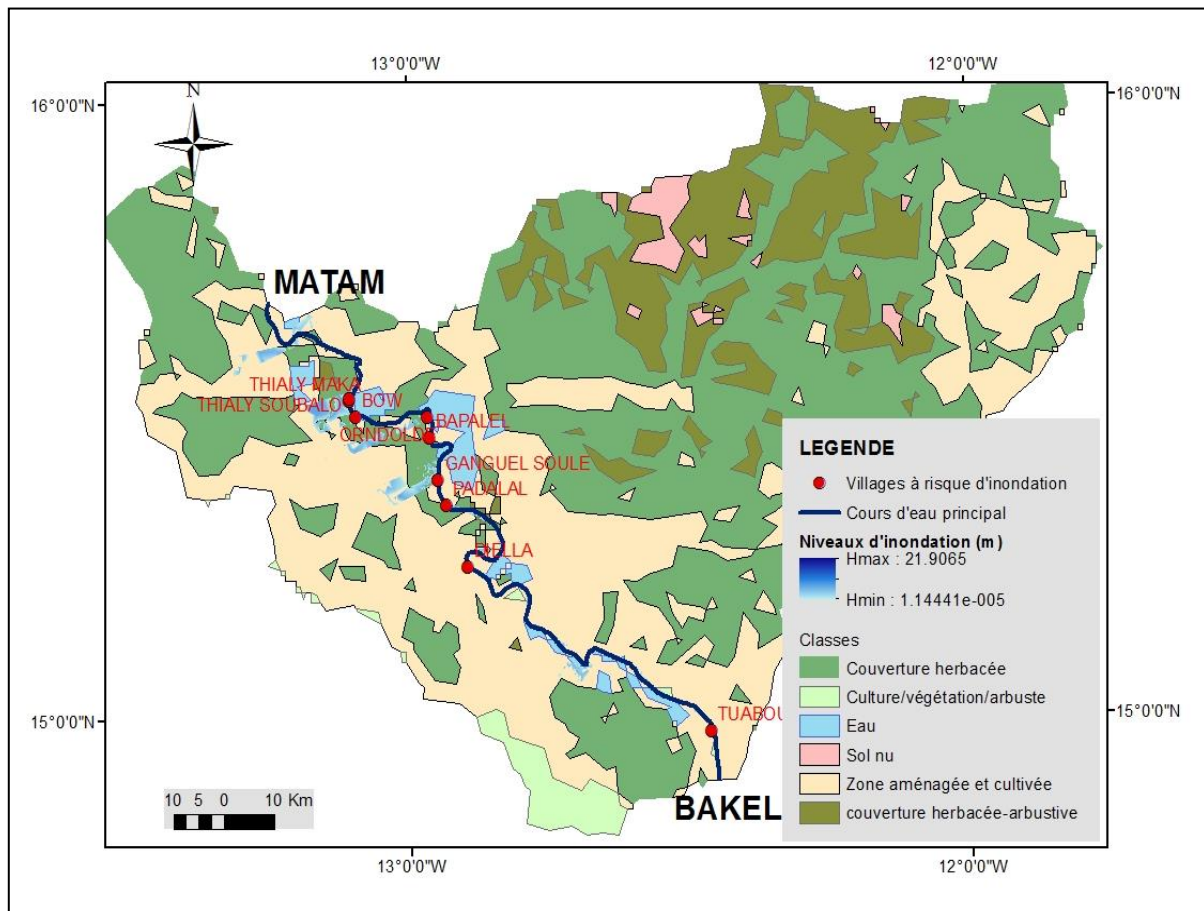 13°0'0"W
12°0'0"W
N
16°0'0"N
16°0'0"N
MATAM
THIALY MAKA
BOW
THIALY SOUBALO
BAPALEL
ORNDOLD
GANGUEL SOULE
PADALAL
LEGENDE
Villages à risque d'inondation
Cours d'eau principal
Niveaux d'inondation (m)
Hmax : 21.9065
Hmin : 1.14441e-005
Classes
Couverture herbacée
Culture/végétation/arbuste
Eau
Sol nu
Zone aménagée et cultivée
couverture herbacée-arbustive
15°0'0"N
TUABOU
15°0'0"N
10 5 0 10 Km
BAKEL
13°0'0"W
12°0'0"W